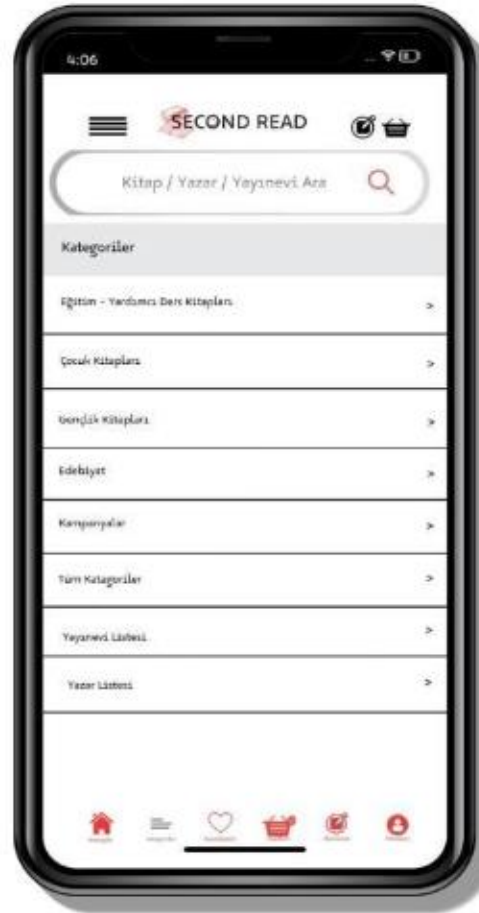 4:06
SECOND READ
Kitap / Yazar / Yayınevi Ara
Kategoriler
Eğitim - Yardımcı Ders Kitapları
>
Çocuk Kitapları
>
Gençlik Kitapları
>
Edebiyat
>
Kampanyalar
>
Tüm Kategoriler
>
Yayınevi Listesi
>
Yazar Listesi
>